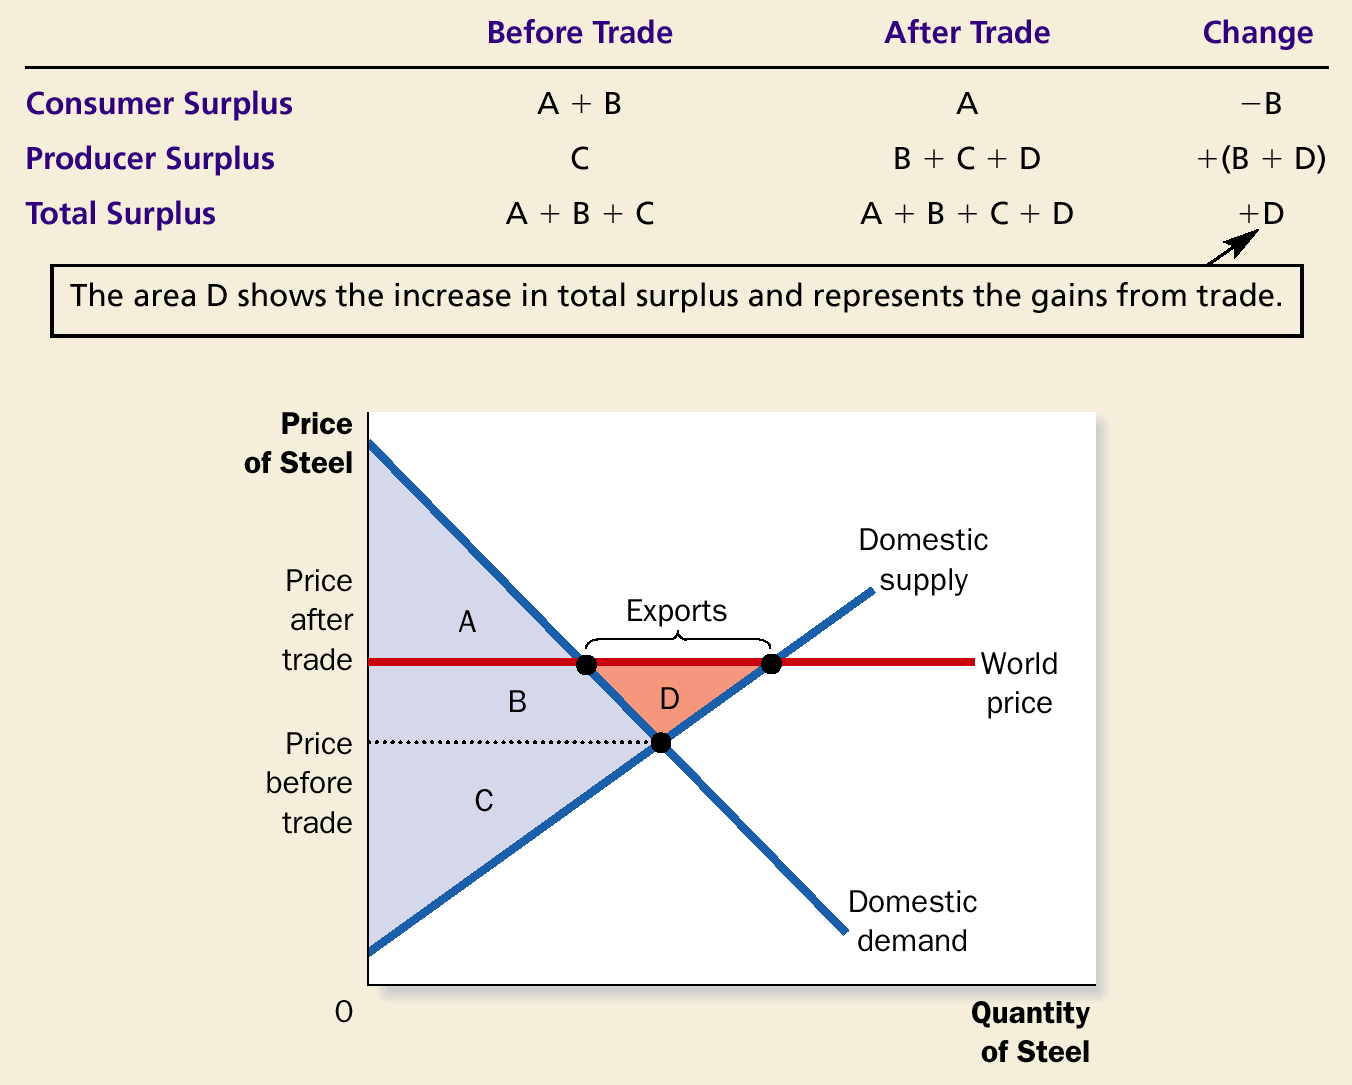 Before Trade After Trade Change
Consumer Surplus A + B A −B
Producer Surplus C B + C + D +(B + D)
Total Surplus A + B + C A + B + C + D +D
The area D shows the increase in total surplus and represents the gains from trade.
Price
of Steel
Domestic
supply
Price
after
trade
Exports
A
World
price
B
D
Price
before
trade
C
Domestic
demand
0
Quantity
of Steel